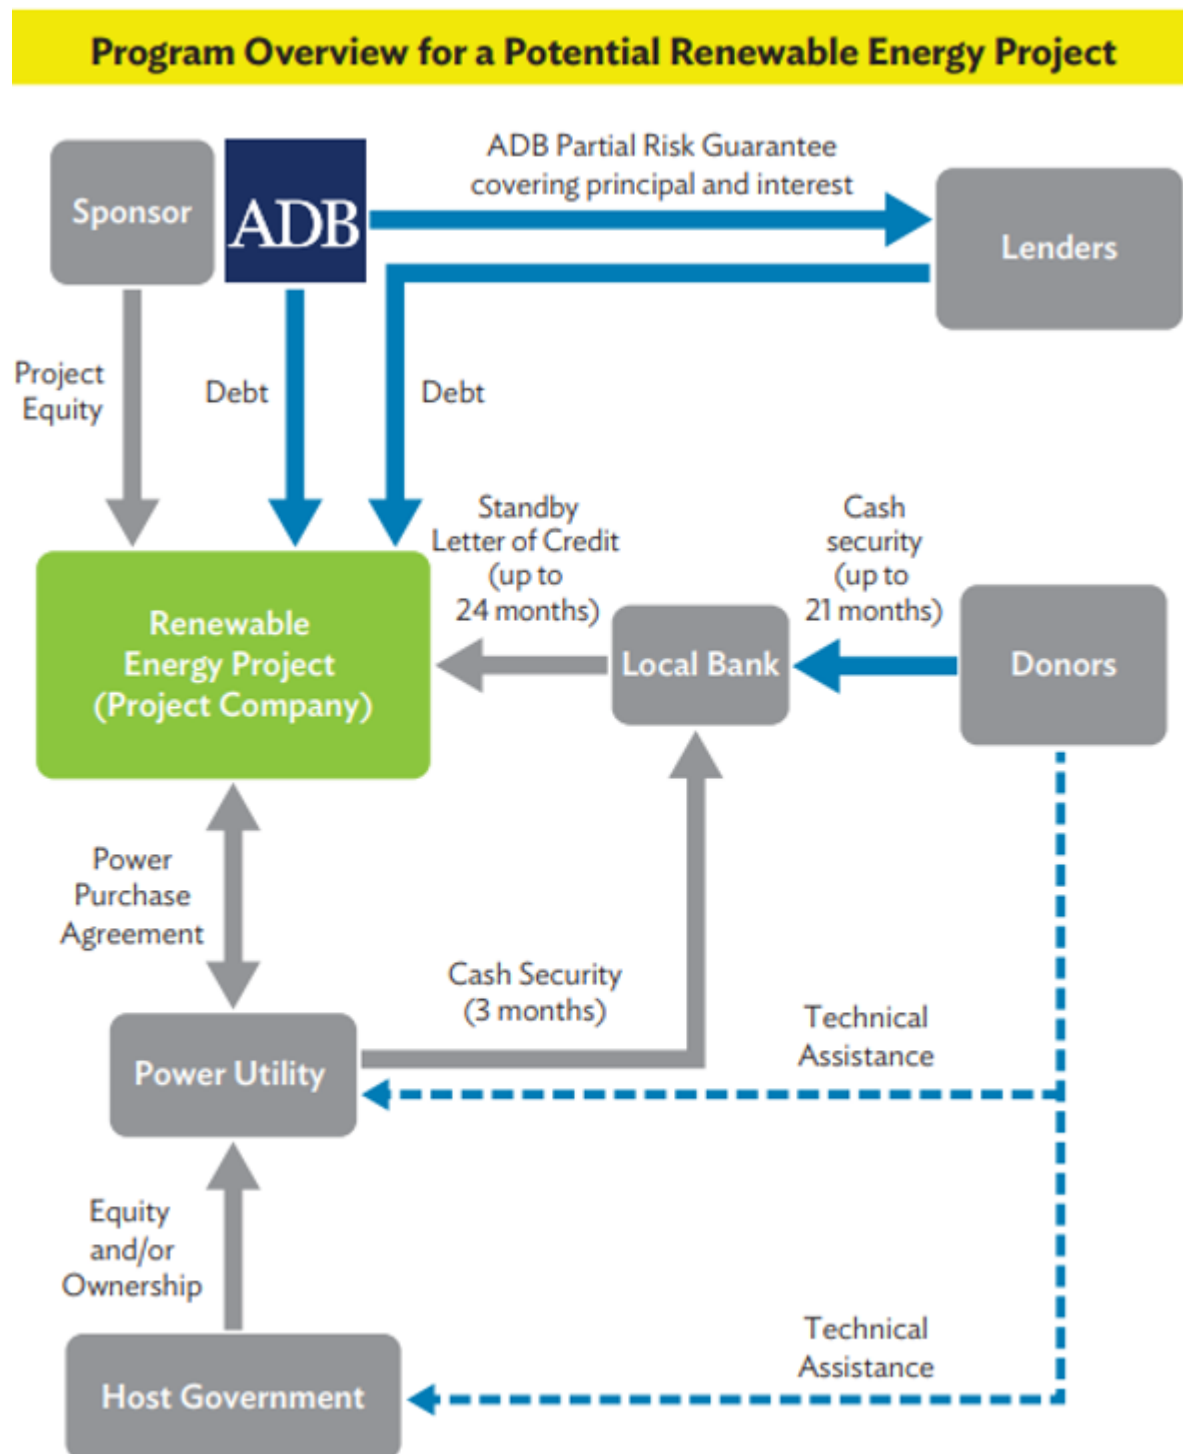 Program Overview for a Potential Renewable Energy Project
Sponsor
ADB
ADB Partial Risk Guarantee
covering principal and interest
Lenders
Project
Equity
Debt
Debt
Standby
Letter of Credit
(up to
24 months)
Cash
security
(up to
21 months)
Renewable
Energy Project
(Project Company)
Local Bank
Donors
Power
Purchase
Agreement
Cash Security
(3 months)
Technical
Assistance
Power Utility
Equity
and/or
Ownership
Technical
Assistance
Host Government